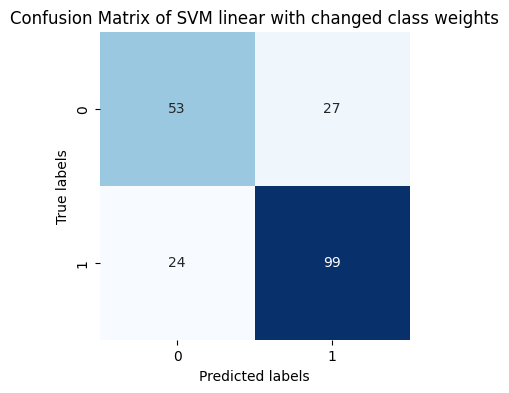 Confusion Matrix of SVM linear with changed class weights
True labels
0
53
27
1
24
99
0
1
Predicted labels